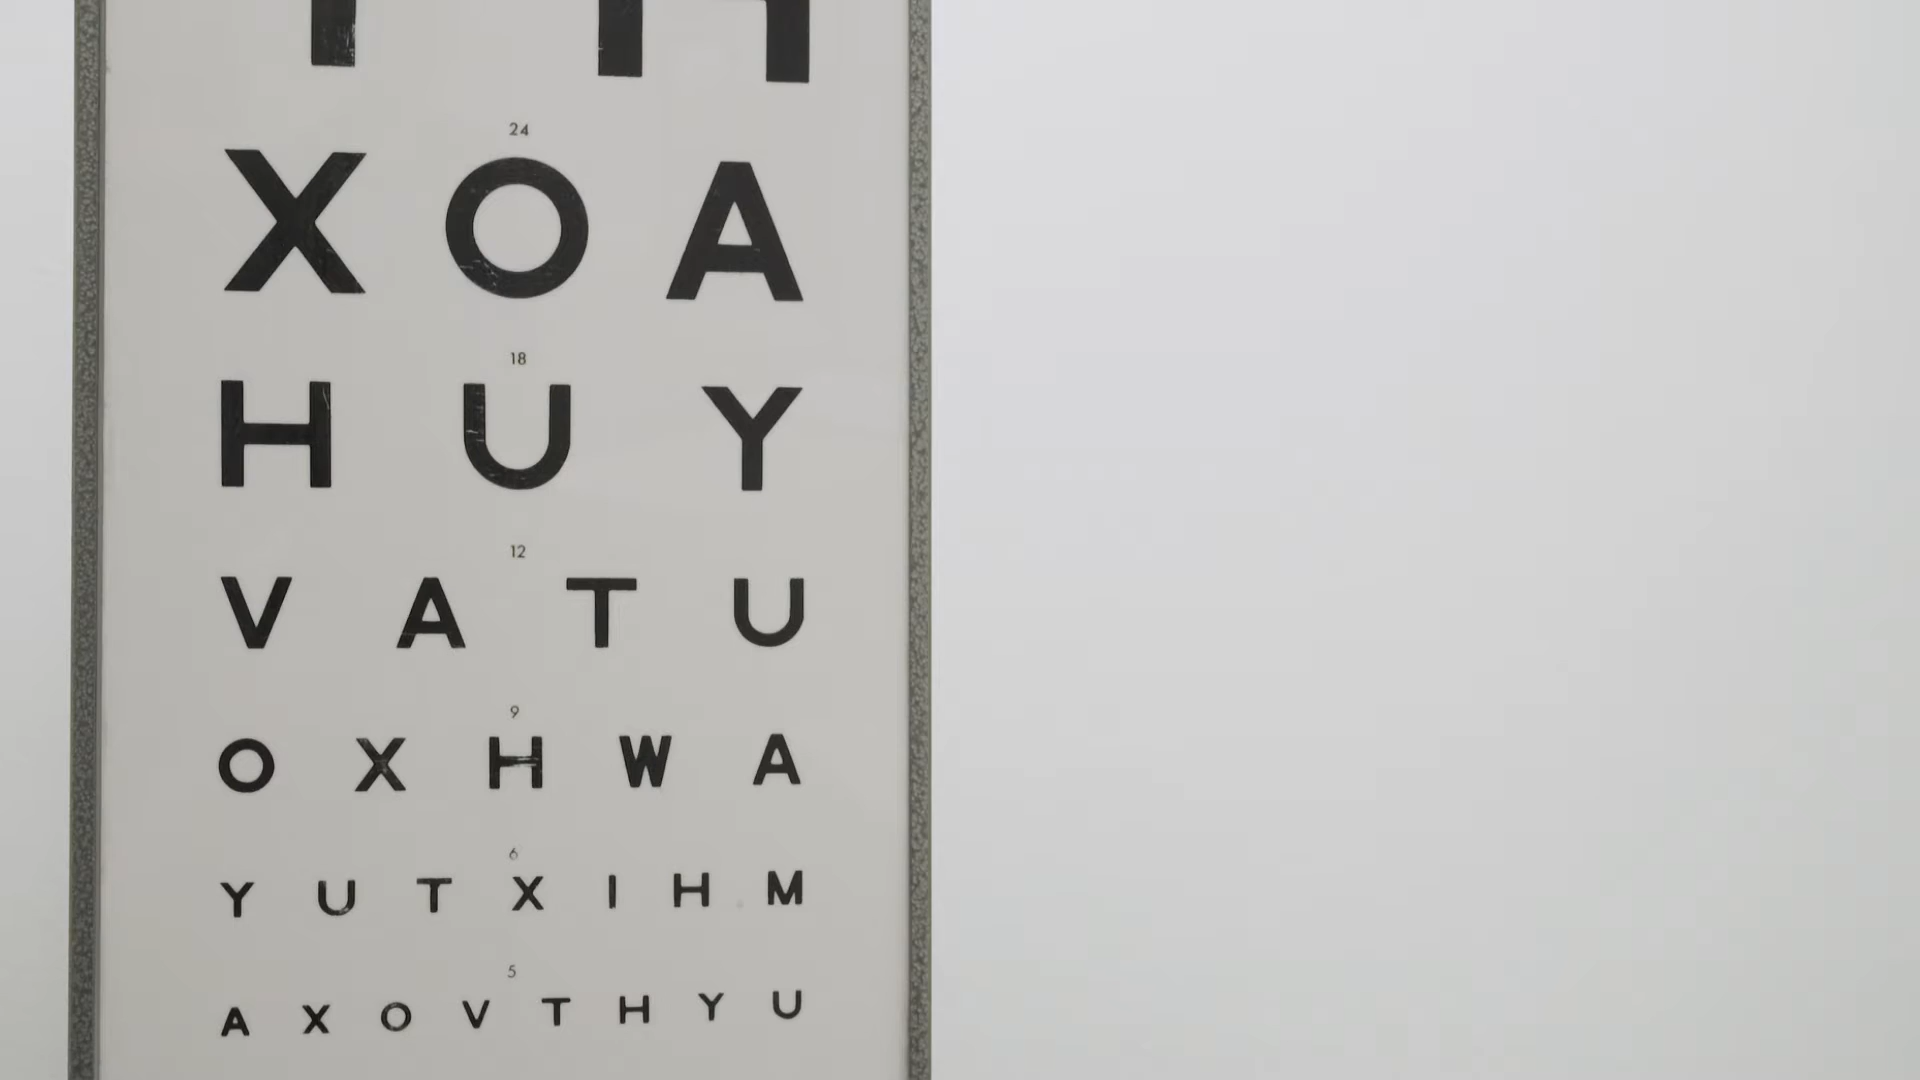 24
X O A
18
H U Y
12
V A T U
9
O X H W A
6
Y U T X I H M
5
A X O V T H Y U